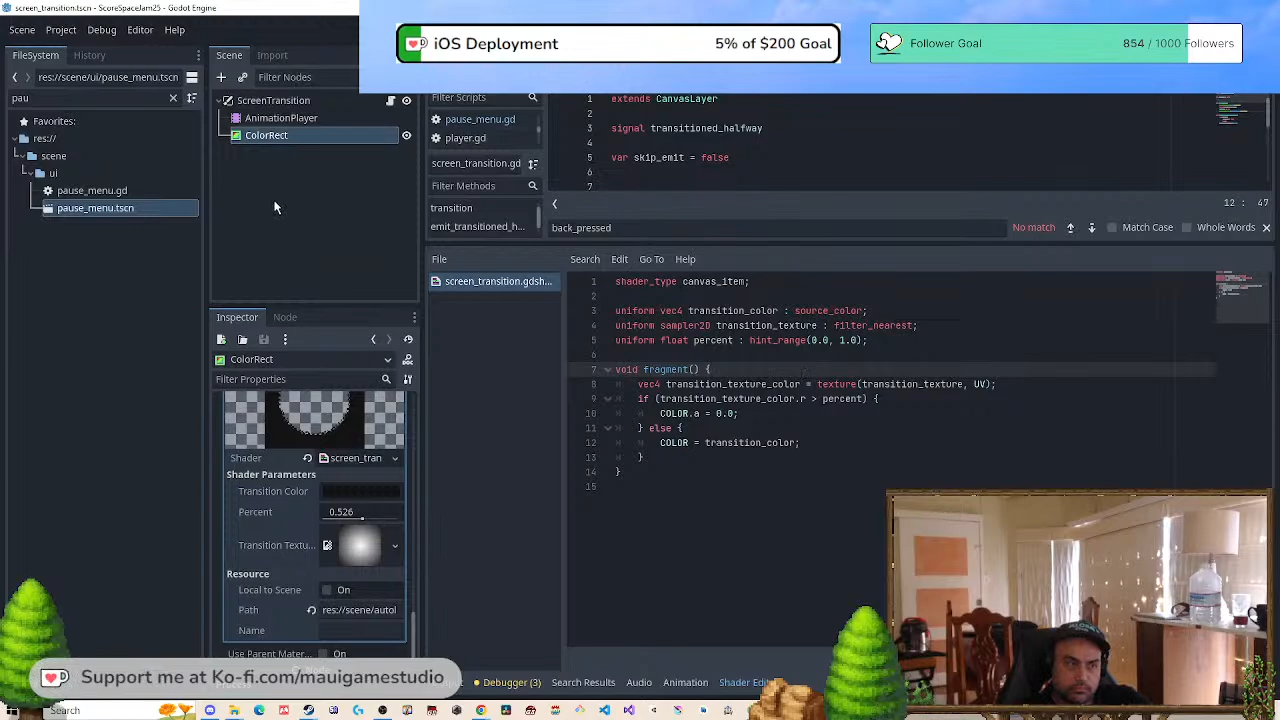 screen_transition.tscn - ScoreSpaceJam25 - Godot Engine
Scene Project Debug Editor Help
iOS Deployment 5% of $200 Goal
Follower Goal 854 / 1000 Followers
FileSystem History
res://scene/ui/pause_menu.tscn
pau
Favorites:
res://
scene
ui
pause_menu.gd
pause_menu.tscn
Scene Import
Filter Nodes
ScreenTransition
AnimationPlayer
ColorRect
Inspector Node
ColorRect
Filter Properties
Shader screen_tran
Shader Parameters
Transition Color
Percent 0.526
Transition Textu...
Resource
Local to Scene On
Path res://scene/autol
Name
Use Parent Mater... On
Filter Scripts
pause_menu.gd
player.gd
screen_transition.gd
Filter Methods
transition
emit_transitioned_h...
1 extends CanvasLayer
2
3 signal transitioned_halfway
4
5 var skip_emit = false
6
7
12 : 47
back_pressed No match Match Case Whole Words
File Search Edit Go To Help
screen_transition.gdsh...
1 shader_type canvas_item;
2
3 uniform vec4 transition_color : source_color;
4 uniform sampler2D transition_texture : filter_nearest;
5 uniform float percent : hint_range(0.0, 1.0);
6
7 void fragment() {
8 vec4 transition_texture_color = texture(transition_texture, UV);
9 if (transition_texture_color.r > percent) {
10 COLOR.a = 0.0;
11 } else {
12 COLOR = transition_color;
13 }
14 }
15
Support me at Ko-fi.com/mauigamestudio
Debugger (3) Search Results Audio Animation Shader Edi
Search